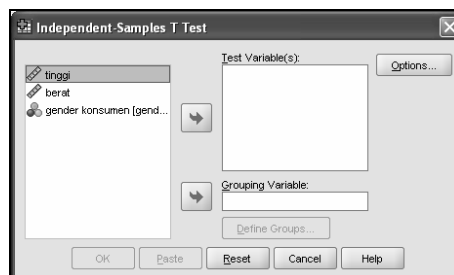 Independent-Samples T Test
tinggi
berat
gender konsumen [gend...
Test Variable(s):
Options...
Grouping Variable:
Define Groups...
OK
Paste
Reset
Cancel
Help